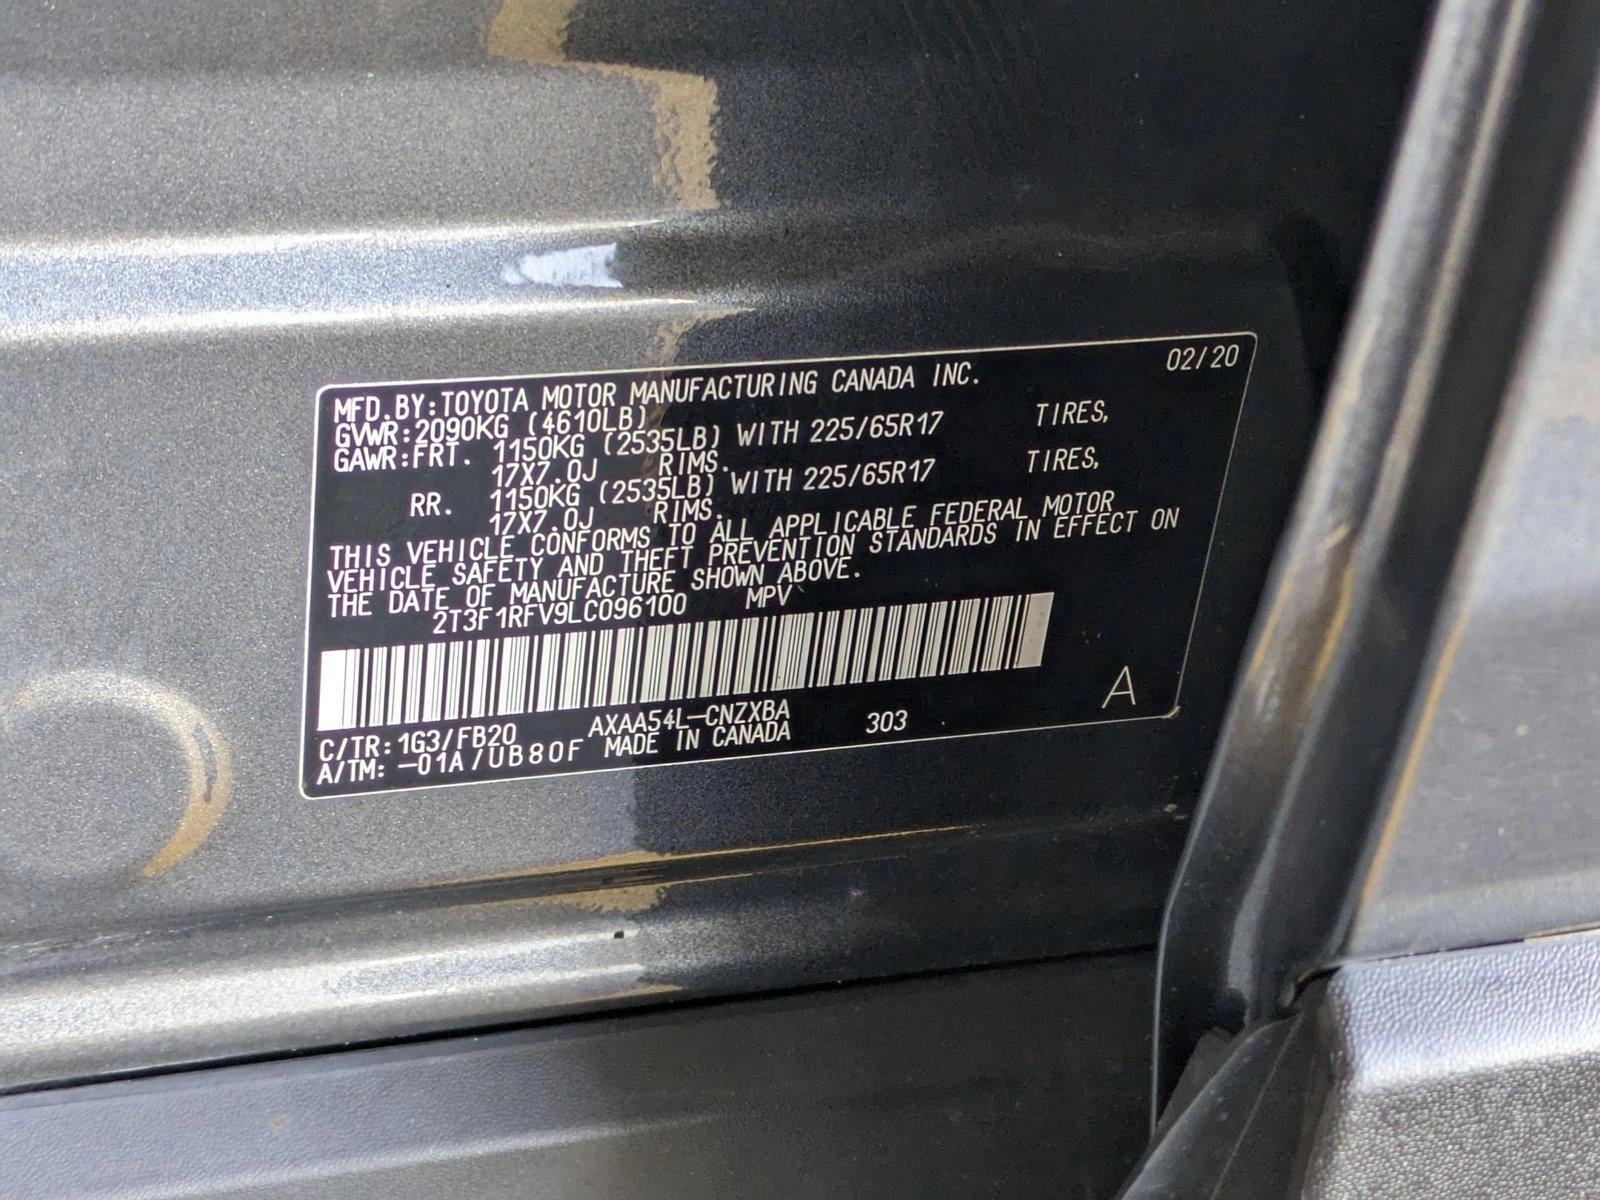 02/20
MFD.BY:TOYOTA MOTOR MANUFACTURING CANADA INC.
GVWR:2090KG (4610LB)
GAWR:FRT. 1150KG (2535LB) WITH 225/65R17 TIRES,
17X7.0J RIMS.
RR. 1150KG (2535LB) WITH 225/65R17 TIRES,
17X7.0J RIMS.
THIS VEHICLE CONFORMS TO ALL APPLICABLE FEDERAL MOTOR
VEHICLE SAFETY AND THEFT PREVENTION STANDARDS IN EFFECT ON
THE DATE OF MANUFACTURE SHOWN ABOVE.
2T3F1RFV9LC096100 MPV
A
C/TR:1G3/FB20 AXAA54L-CNZXBA 303
A/TM:-01A/UB80F MADE IN CANADA